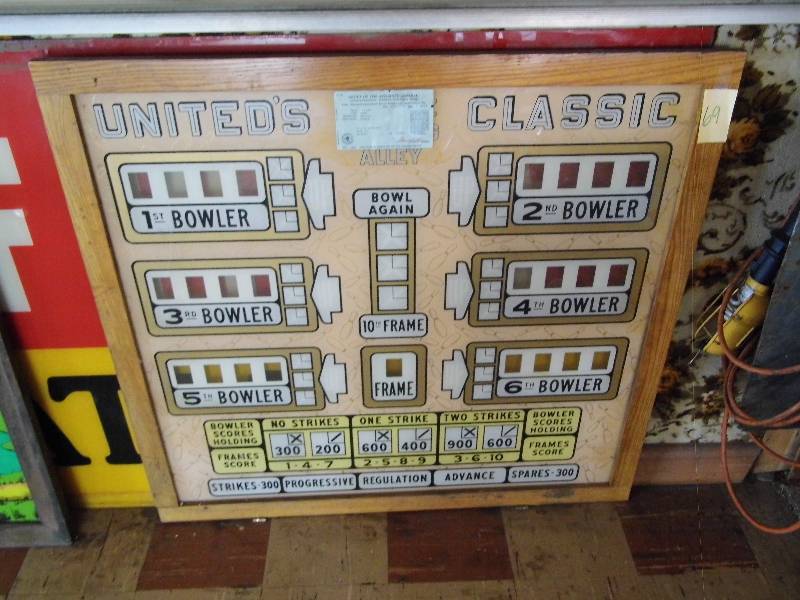 UNITED'S CLASSIC
69
ALLEY
1ST BOWLER
2ND BOWLER
BOWL
AGAIN
3RD BOWLER
4TH BOWLER
10TH FRAME
5TH BOWLER
6TH BOWLER
FRAME
BOWLER
SCORES
HOLDING
NO STRIKES ONE STRIKE TWO STRIKES
BOWLER
SCORES
HOLDING
300 200 600 400 900 600
FRAMES
SCORE
1-4-7 2-5-8-9 3-6-10
FRAMES
SCORE
STRIKES-300 PROGRESSIVE REGULATION ADVANCE SPARES-300
AT